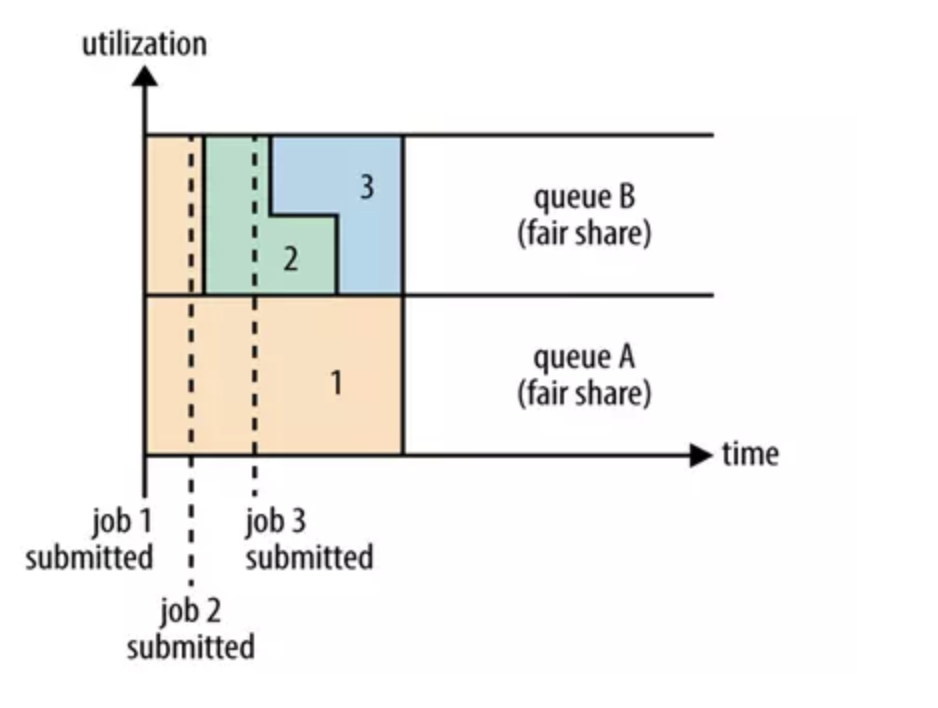 utilization
3
queue B
(fair share)
2
queue A
(fair share)
1
time
job 1
submitted
job 3
submitted
job 2
submitted